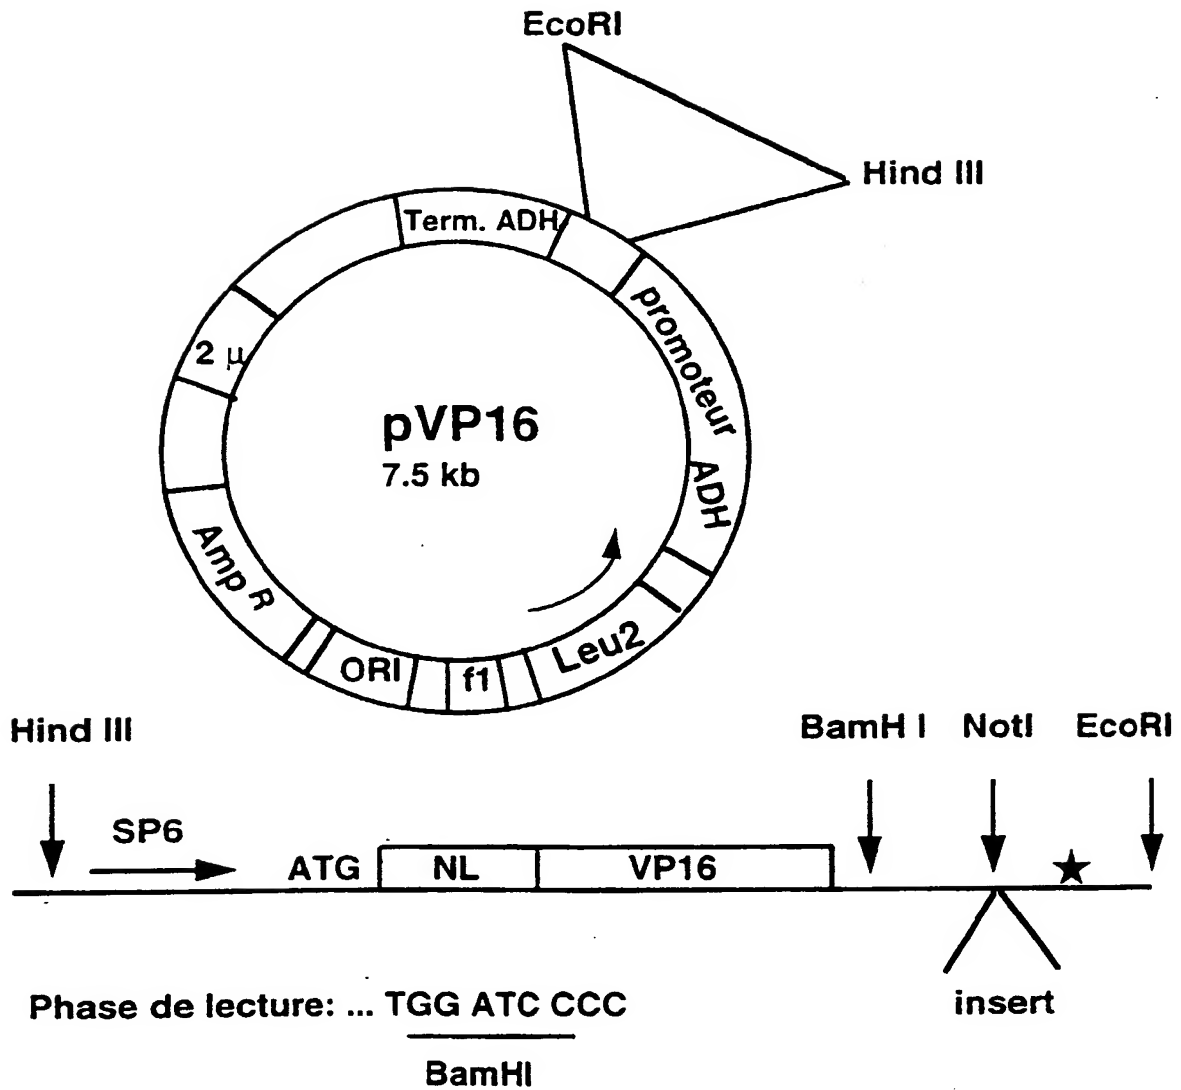 EcoRI
Hind III
Term. ADH
promoteur ADH
2 µ
pVP16
7.5 kb
Amp R
ORI
f1
Leu2
Hind III
BamH I
NotI
EcoRI
SP6
ATG
NL
VP16
insert
Phase de lecture: ... TGG ATC CCC
BamHI